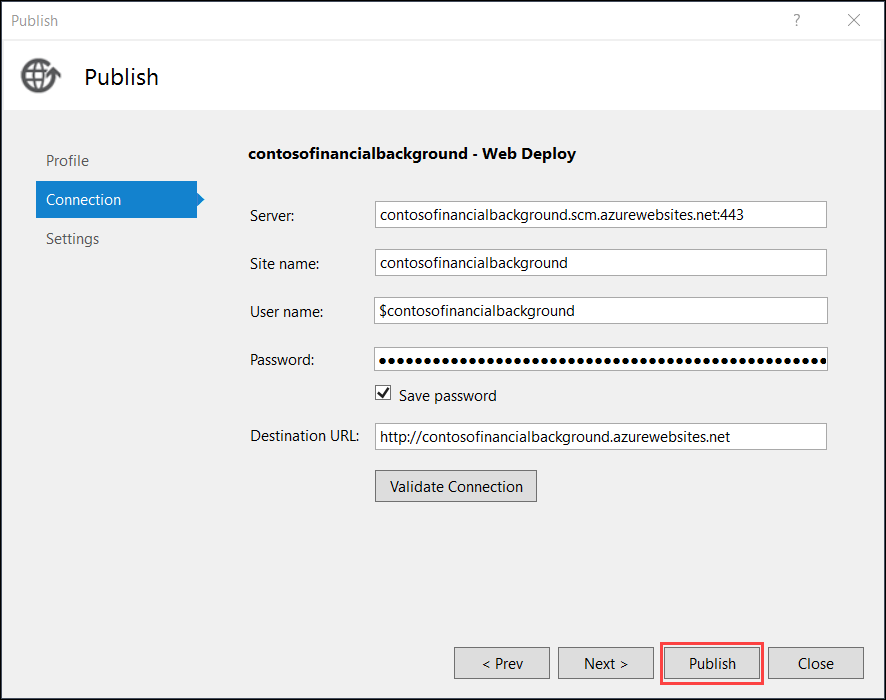 Publish ?
Publish
Profile
Connection
Settings
contosofinancialbackground - Web Deploy
Server: contosofinancialbackground.scm.azurewebsites.net:443
Site name: contosofinancialbackground
User name: $contosofinancialbackground
Password: ●●●●●●●●●●●●●●●●●●●●●●●●●●●●●●●●●●●●●●●●●●●●●●●●●●
Save password
Destination URL: http://contosofinancialbackground.azurewebsites.net
Validate Connection
< Prev Next > Publish Close